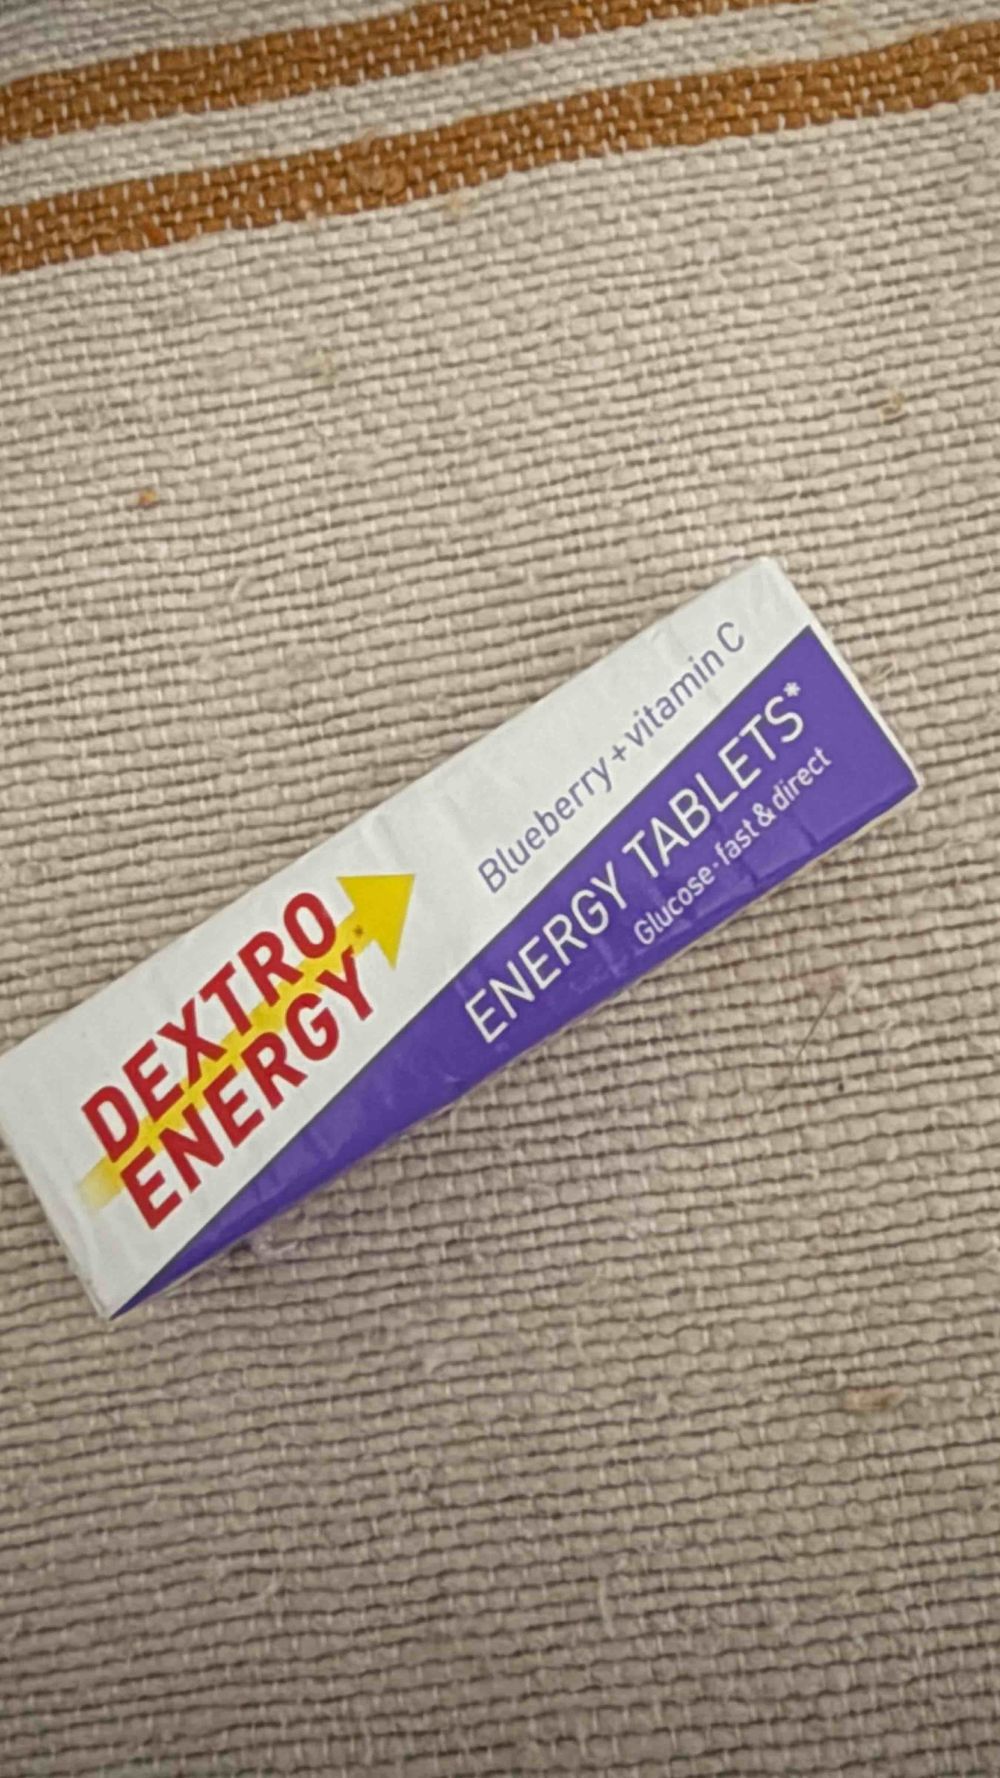 DEXTRO
ENERGY
Blueberry + vitamin C
ENERGY TABLETS*
Glucose - fast & direct